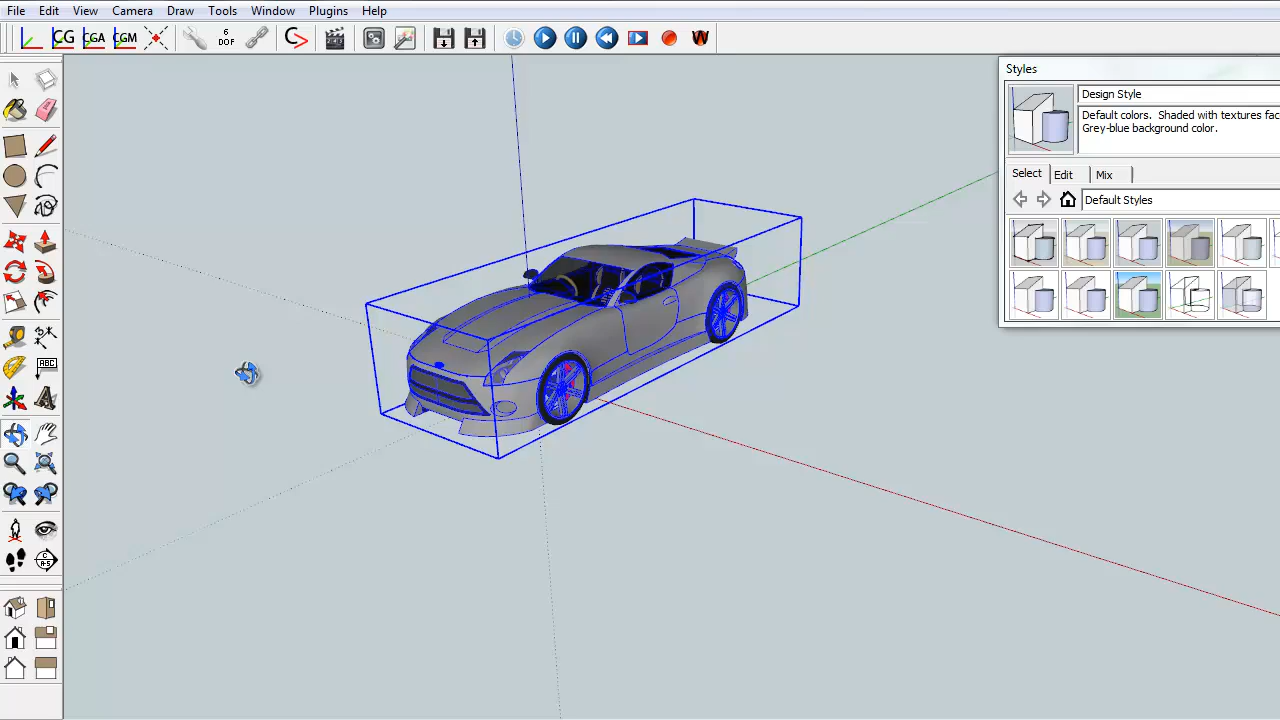 File Edit View Camera Draw Tools Window Plugins Help
CG CGA CGM 6 DOF
Styles
Design Style
Default colors. Shaded with textures fac
Grey-blue background color.
Select Edit Mix
Default Styles
ABC